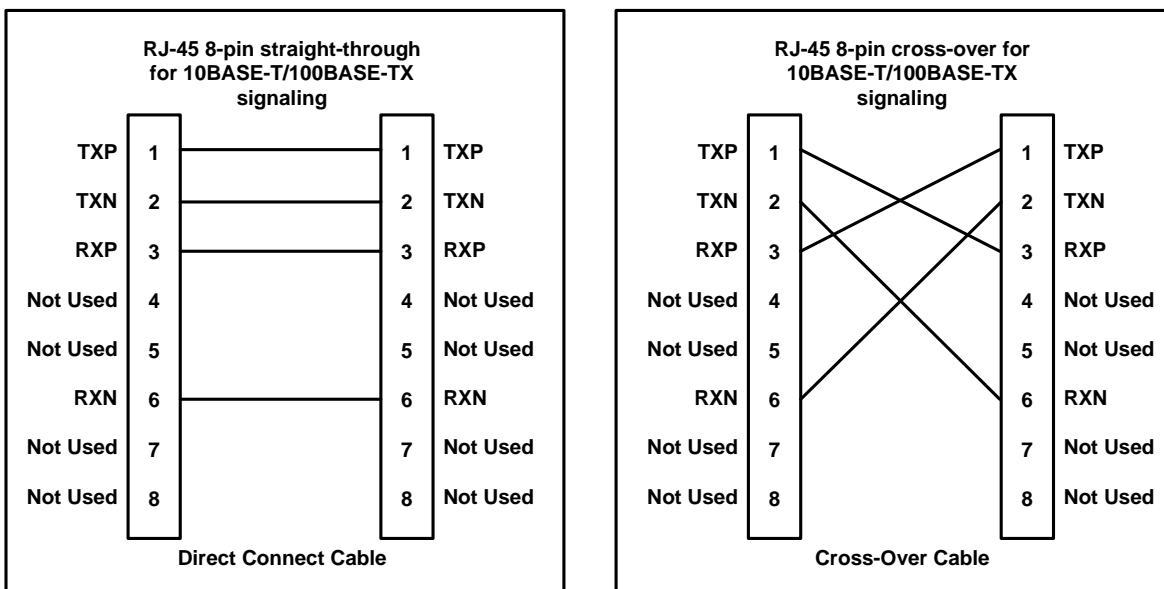 RJ-45 8-pin straight-through
for 10BASE-T/100BASE-TX
signaling
TXP 1 1 TXP
TXN 2 2 TXN
RXP 3 3 RXP
Not Used 4 4 Not Used
Not Used 5 5 Not Used
RXN 6 6 RXN
Not Used 7 7 Not Used
Not Used 8 8 Not Used
Direct Connect Cable
RJ-45 8-pin cross-over for
10BASE-T/100BASE-TX
signaling
TXP 1 1 TXP
TXN 2 2 TXN
RXP 3 3 RXP
Not Used 4 4 Not Used
Not Used 5 5 Not Used
RXN 6 6 RXN
Not Used 7 7 Not Used
Not Used 8 8 Not Used
Cross-Over Cable